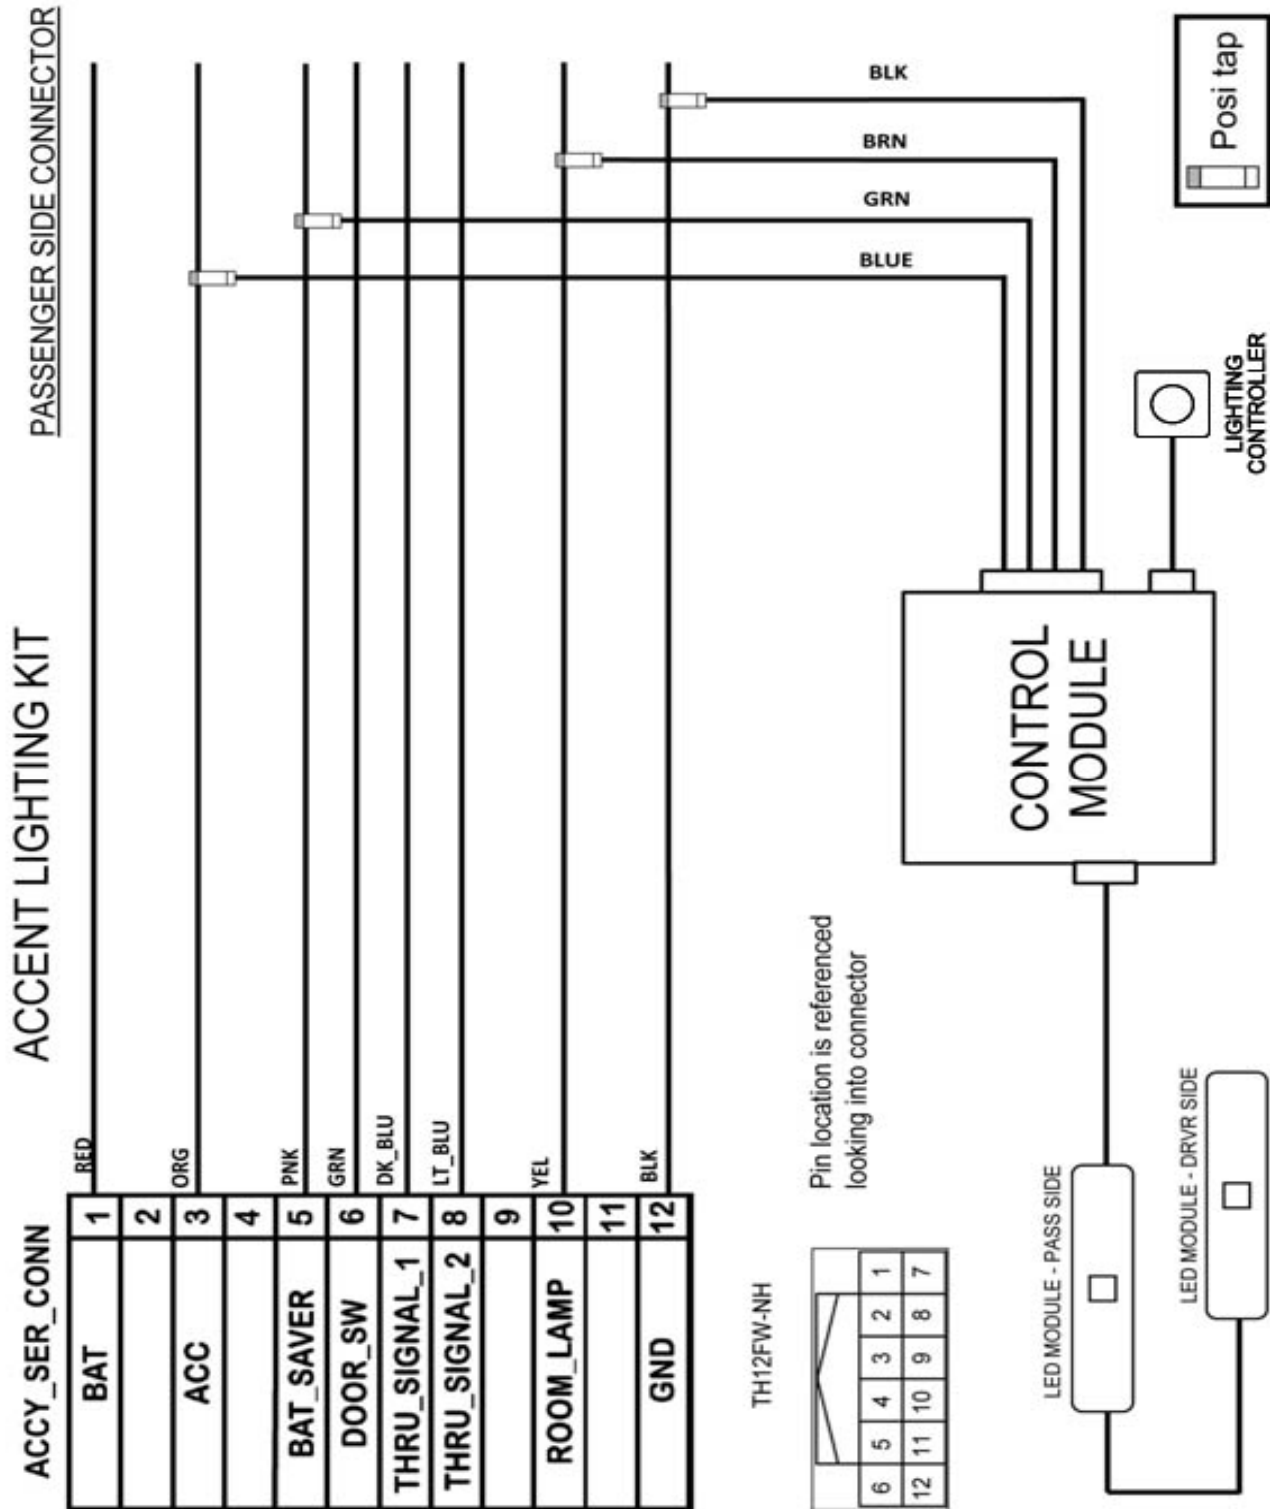 ACCENT LIGHTING KIT
ACCY_SER_CONN
PASSENGER SIDE CONNECTOR
BAT 1 RED
2
ACC 3 ORG
4
BAT_SAVER 5 PNK
DOOR_SW 6 GRN
THRU_SIGNAL_1 7 DK_BLU
THRU_SIGNAL_2 8 LT_BLU
9
ROOM_LAMP 10 YEL
11
GND 12 BLK
BLUE
GRN
BRN
BLK
TH12FW-NH
6 5 4 3 2 1
12 11 10 9 8 7
Pin location is referenced
looking into connector
CONTROL
MODULE
LIGHTING
CONTROLLER
LED MODULE - PASS SIDE
LED MODULE - DRVR SIDE
Posi tap